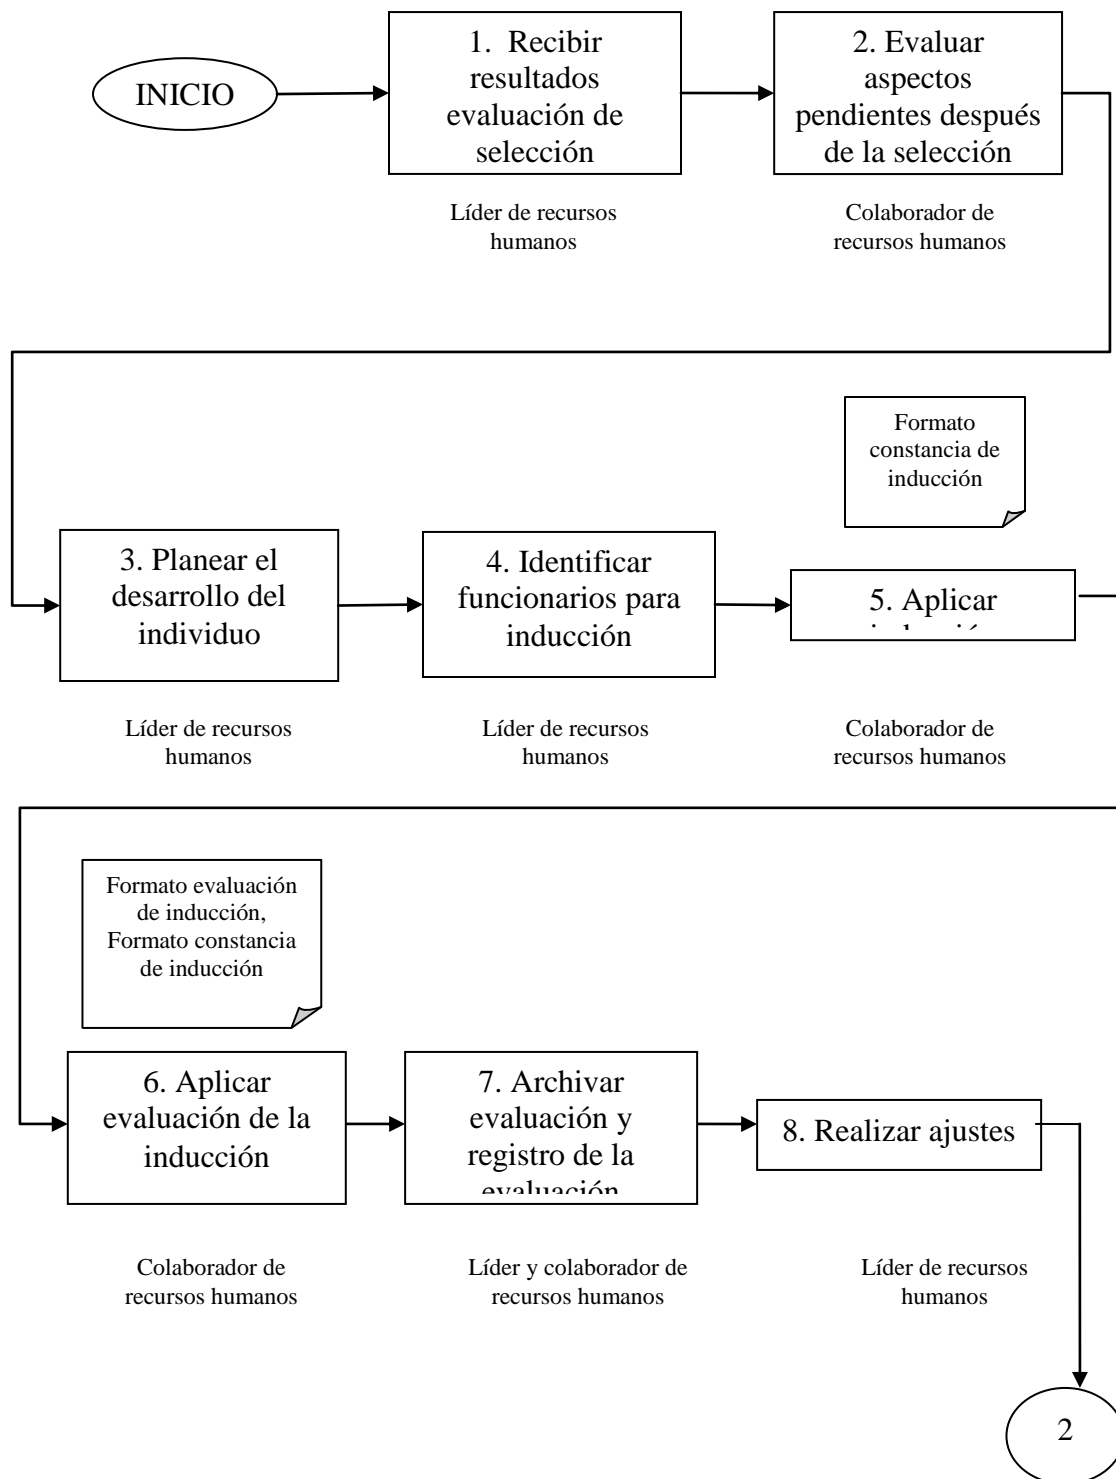 INICIO
1. Recibir
resultados
evaluación de
selección
2. Evaluar
aspectos
pendientes después
de la selección
Líder de recursos
humanos
Colaborador de
recursos humanos
Formato
constancia de
inducción
3. Planear el
desarrollo del
individuo
4. Identificar
funcionarios para
inducción
5. Aplicar
Líder de recursos
humanos
Líder de recursos
humanos
Colaborador de
recursos humanos
Formato evaluación
de inducción,
Formato constancia
de inducción
6. Aplicar
evaluación de la
inducción
7. Archivar
evaluación y
registro de la
evaluación
8. Realizar ajustes
Colaborador de
recursos humanos
Líder y colaborador de
recursos humanos
Líder de recursos
humanos
2